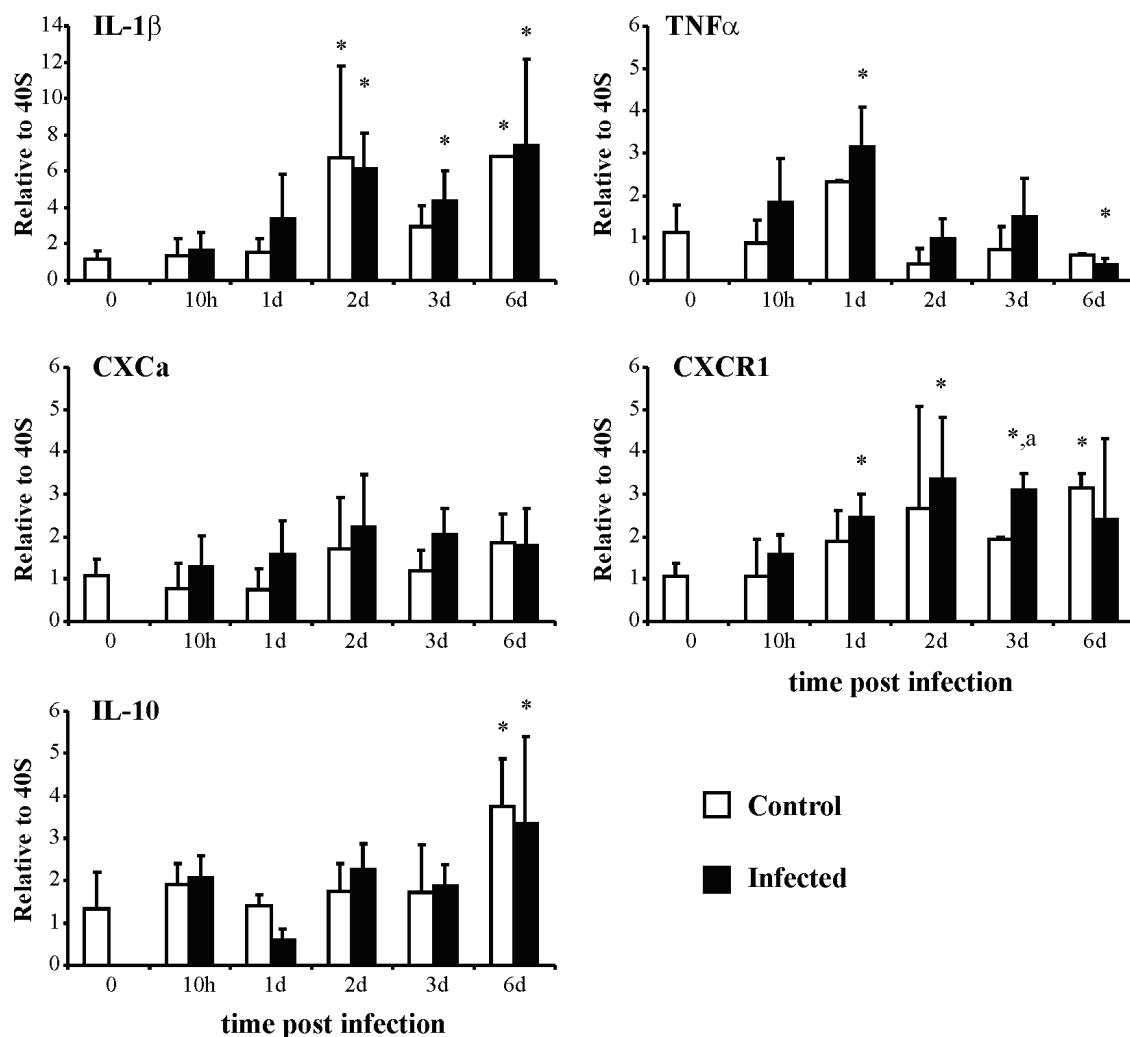 IL-1β
Relative to 40S
14
12
10
8
6
4
2
0
* * * * *
0 10h 1d 2d 3d 6d
TNFα
Relative to 40S
6
5
4
3
2
1
0
* *
0 10h 1d 2d 3d 6d
CXCa
Relative to 40S
6
5
4
3
2
1
0
0 10h 1d 2d 3d 6d
CXCR1
Relative to 40S
6
5
4
3
2
1
0
* * *,a *
0 10h 1d 2d 3d 6d
time post infection
IL-10
Relative to 40S
6
5
4
3
2
1
0
* *
0 10h 1d 2d 3d 6d
time post infection
Control
Infected